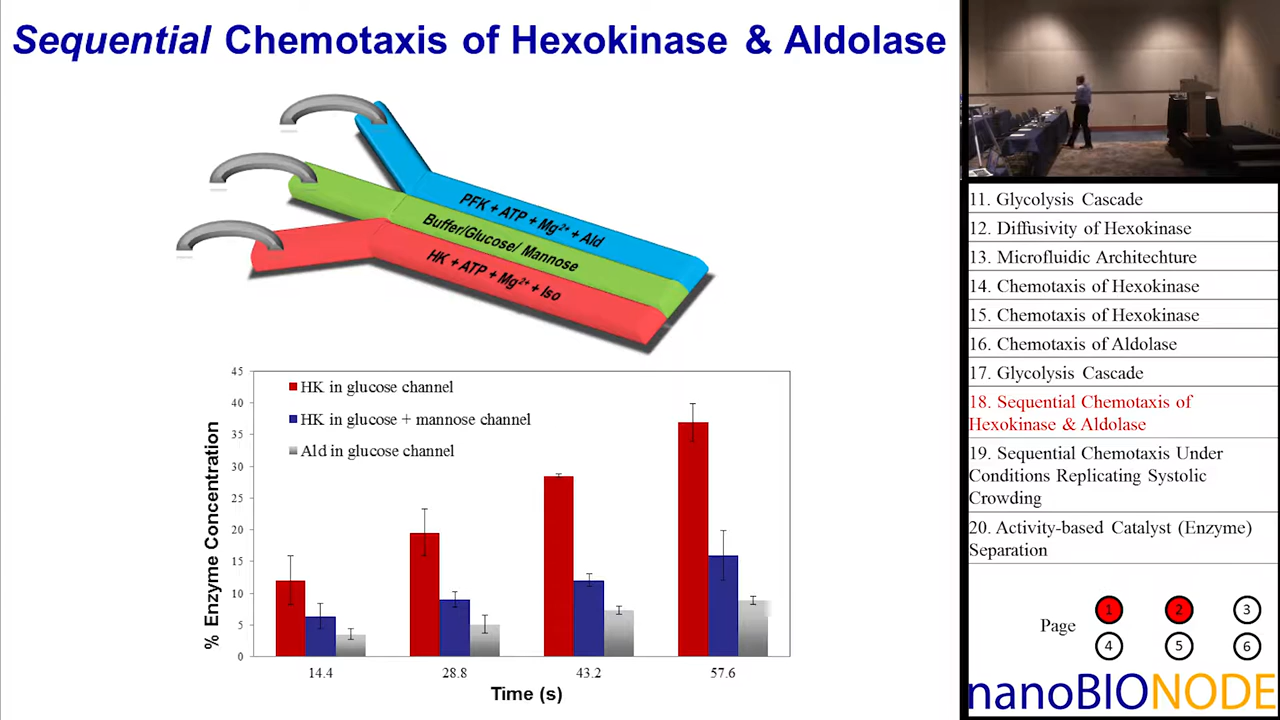 Sequential Chemotaxis of Hexokinase & Aldolase
PFK + ATP + Mg²⁺ + Ald
Buffer/Glucose/ Mannose
HK + ATP + Mg²⁺ + Iso
% Enzyme Concentration
45
40
35
30
25
20
15
10
5
0
HK in glucose channel
HK in glucose + mannose channel
Ald in glucose channel
14.4
28.8
43.2
57.6
Time (s)
11. Glycolysis Cascade
12. Diffusivity of Hexokinase
13. Microfluidic Architechture
14. Chemotaxis of Hexokinase
15. Chemotaxis of Hexokinase
16. Chemotaxis of Aldolase
17. Glycolysis Cascade
18. Sequential Chemotaxis of
Hexokinase & Aldolase
19. Sequential Chemotaxis Under
Conditions Replicating Systolic
Crowding
20. Activity-based Catalyst (Enzyme)
Separation
Page
1
2
3
4
5
6
nanoBIONODE